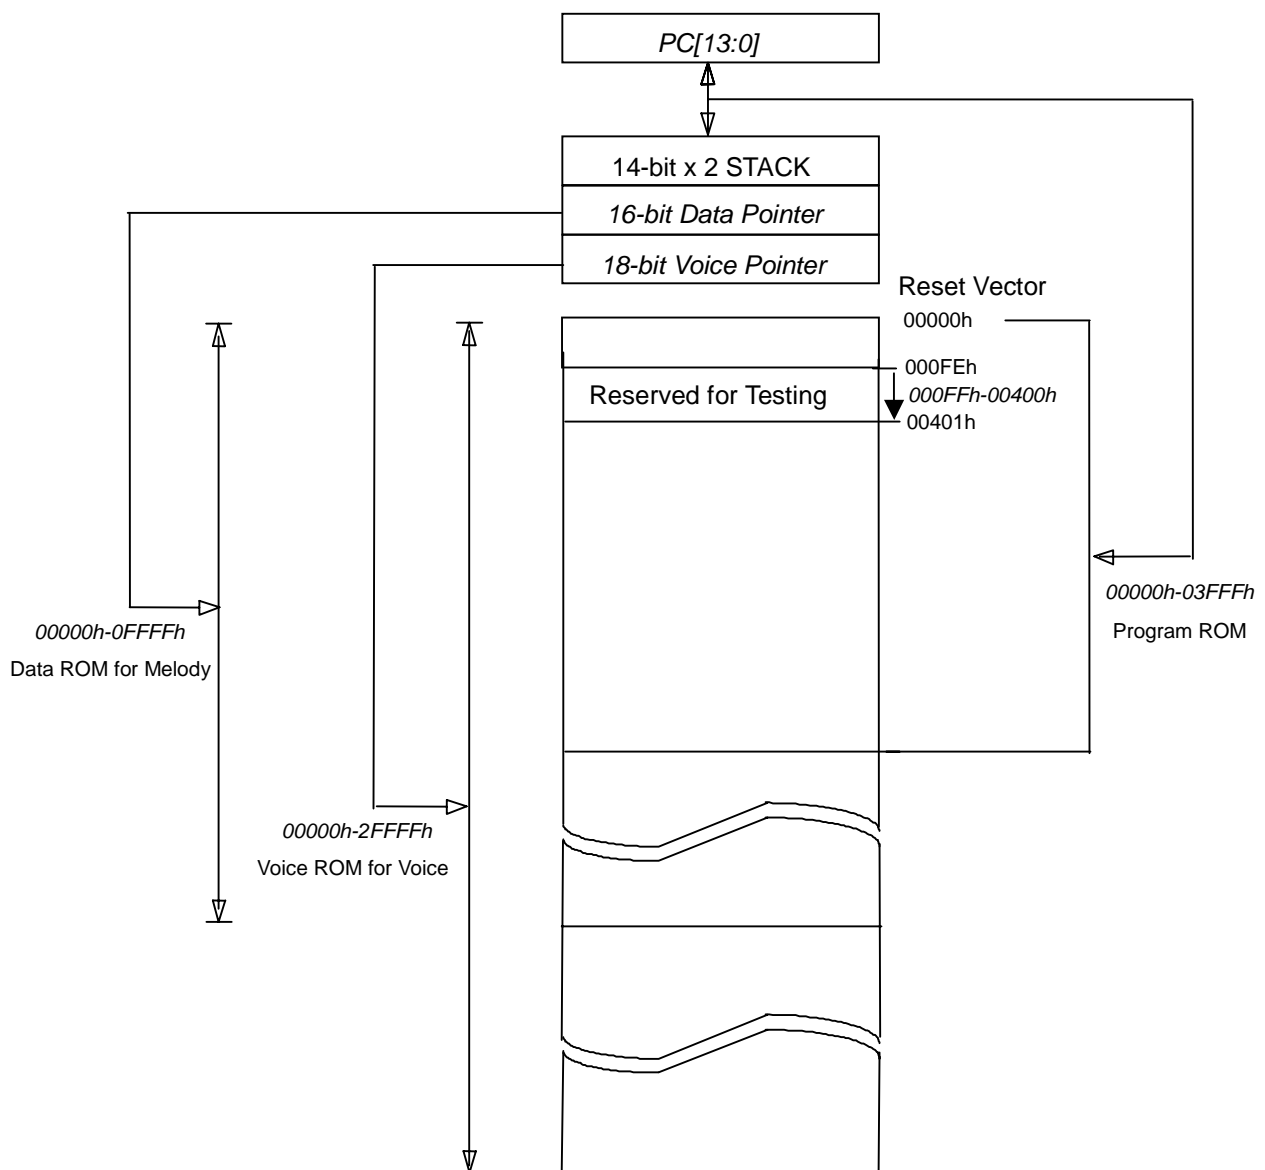 PC[13:0]
14-bit x 2 STACK
16-bit Data Pointer
18-bit Voice Pointer
Reset Vector
00000h
000FEh
Reserved for Testing
000FFh-00400h
00401h
00000h-03FFFh
Program ROM
00000h-0FFFFh
Data ROM for Melody
00000h-2FFFFh
Voice ROM for Voice